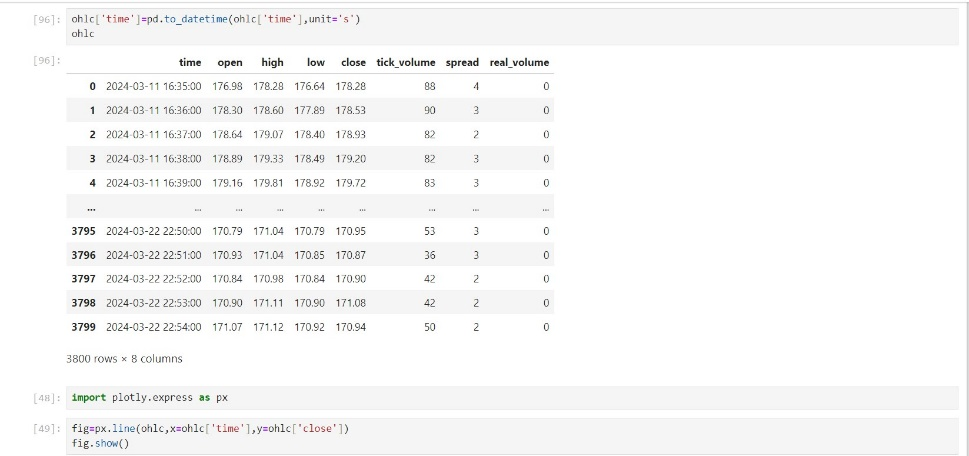 [96]: ohlc['time']=pd.to_datetime(ohlc['time'],unit='s')
ohlc
[96]: time open high low close tick_volume spread real_volume
0 2024-03-11 16:35:00 176.98 178.28 176.64 178.28 88 4 0
1 2024-03-11 16:36:00 178.30 178.60 177.89 178.53 90 3 0
2 2024-03-11 16:37:00 178.64 179.07 178.40 178.93 82 2 0
3 2024-03-11 16:38:00 178.89 179.33 178.49 179.20 82 3 0
4 2024-03-11 16:39:00 179.16 179.81 178.92 179.72 83 3 0
... ... ... ... ... ... ... ... ...
3795 2024-03-22 22:50:00 170.79 171.04 170.79 170.95 53 3 0
3796 2024-03-22 22:51:00 170.93 171.04 170.85 170.87 36 3 0
3797 2024-03-22 22:52:00 170.84 170.98 170.84 170.90 42 2 0
3798 2024-03-22 22:53:00 170.90 171.11 170.90 171.08 42 2 0
3799 2024-03-22 22:54:00 171.07 171.12 170.92 170.94 50 2 0
3800 rows × 8 columns
[48]: import plotly.express as px
[49]: fig=px.line(ohlc,x=ohlc['time'],y=ohlc['close'])
fig.show()